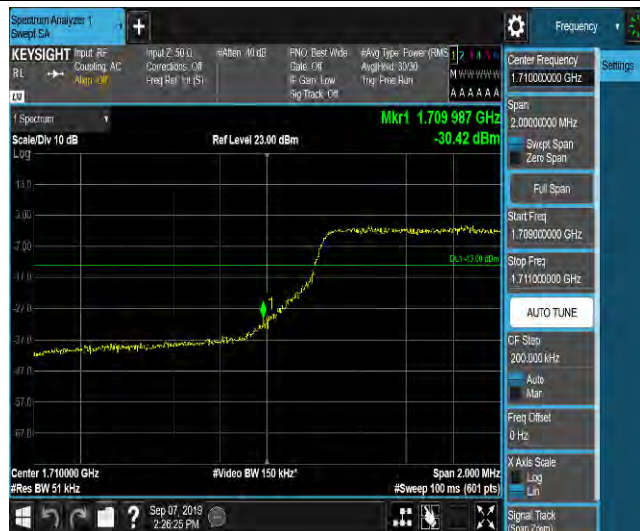 Spectrum Analyzer 1
Swept SA
Frequency
KEYSIGHT
RL
LU
Input: RF
Coupling: AC
Align: Off
Input Z: 50 Ω
Corrections: Off
Freq Ref: Int (S)
#Atten: 40 dB
PNO: Best Wide
Gate: Off
IF Gain: Low
Sig Track: Off
#Avg Type: Power (RMS
Avg|Hold: 30/30
Trig: Free Run
1 2 3 4 5 6
M W W W W W
A A A A A A
1 Spectrum
Scale/Div 10 dB
Ref Level 23.00 dBm
Mkr1 1.709 987 GHz
-30.42 dBm
Log
13.0
3.00
-7.00
-17.0
-27.0
-37.0
-47.0
-57.0
-67.0
DL1 -13.00 dBm
1
Center 1.710000 GHz
#Video BW 150 kHz*
Span 2.000 MHz
#Res BW 51 kHz
#Sweep 100 ms (601 pts)
Sep 07, 2019
2:26:25 PM
Center Frequency
1.710000000 GHz
Settings
Span
2.00000000 MHz
Swept Span
Zero Span
Full Span
Start Freq
1.709000000 GHz
Stop Freq
1.711000000 GHz
AUTO TUNE
CF Step
200.000 kHz
Auto
Man
Freq Offset
0 Hz
X Axis Scale
Log
Lin
Signal Track
(Span Zoom)